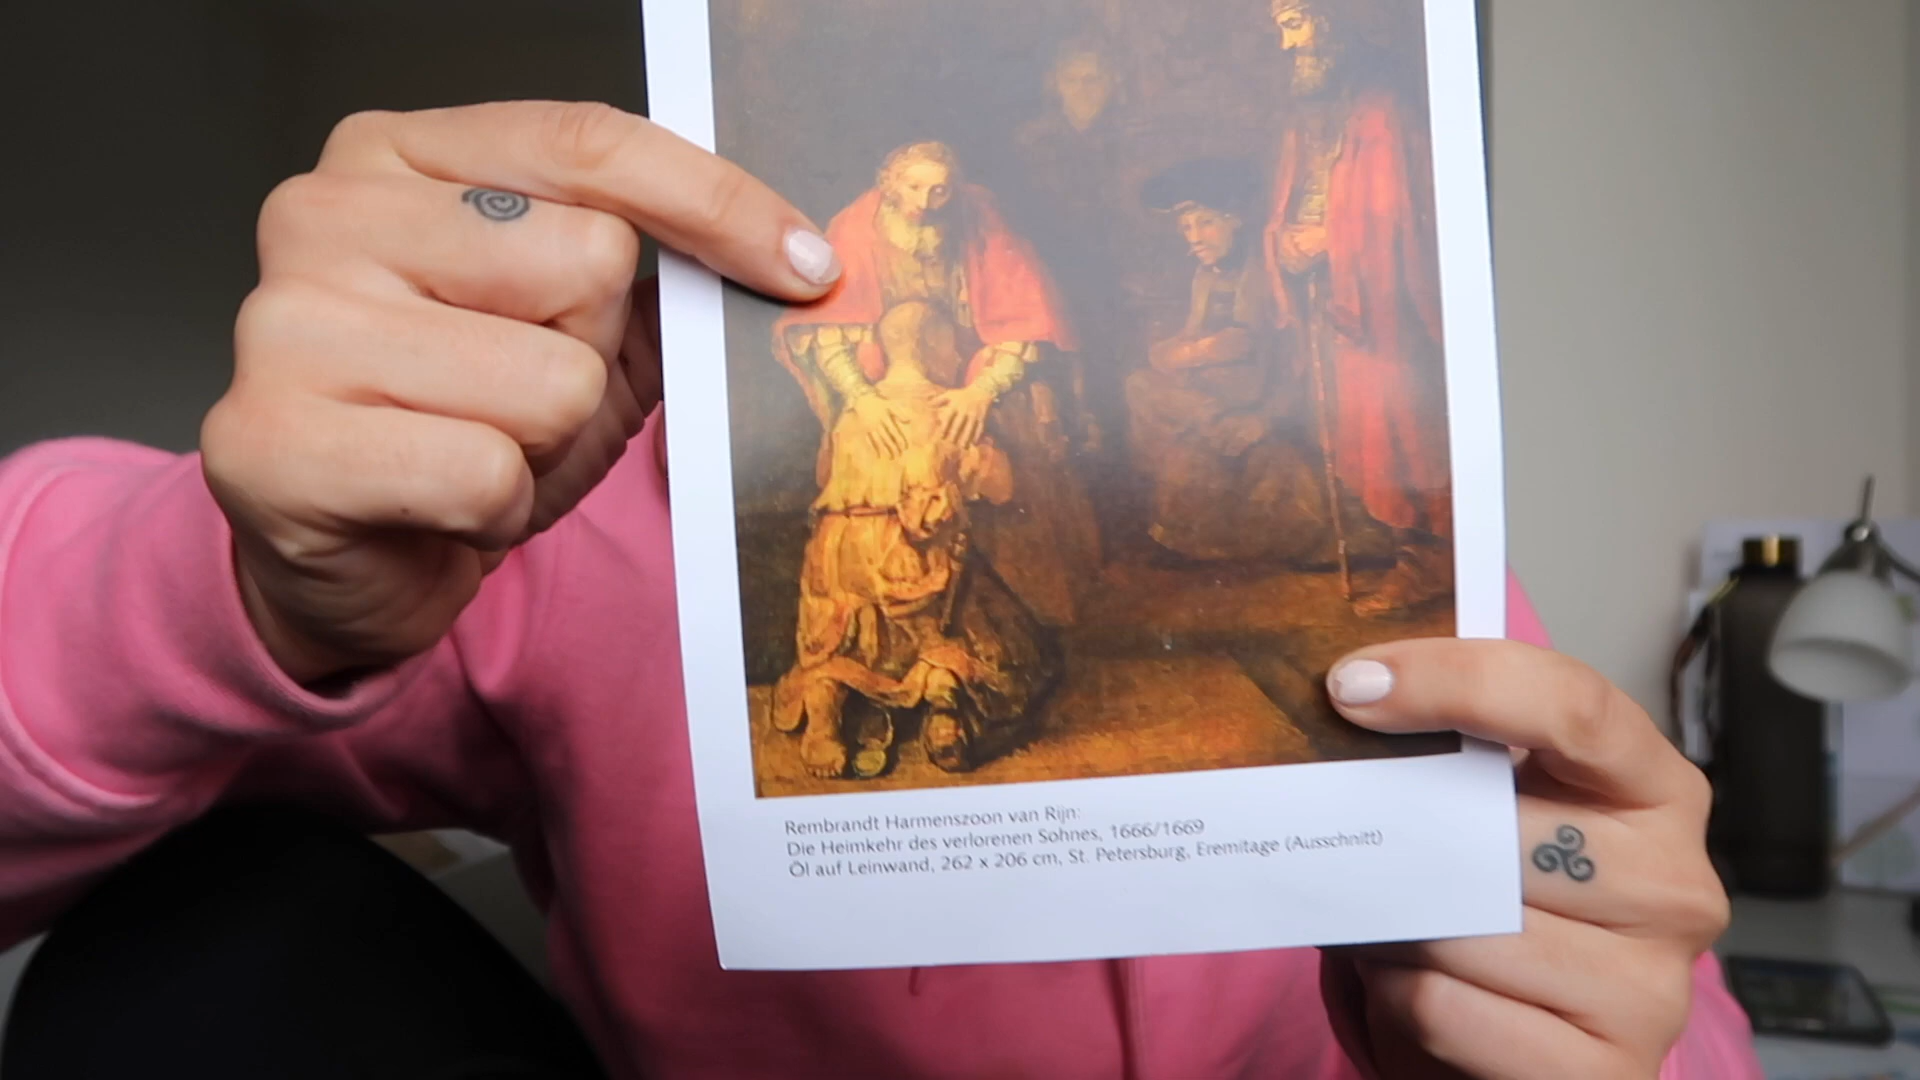 Rembrandt Harmenszoon van Rijn:
Die Heimkehr des verlorenen Sohnes, 1666/1669
Öl auf Leinwand, 262 x 206 cm, St. Petersburg, Eremitage (Ausschnitt)